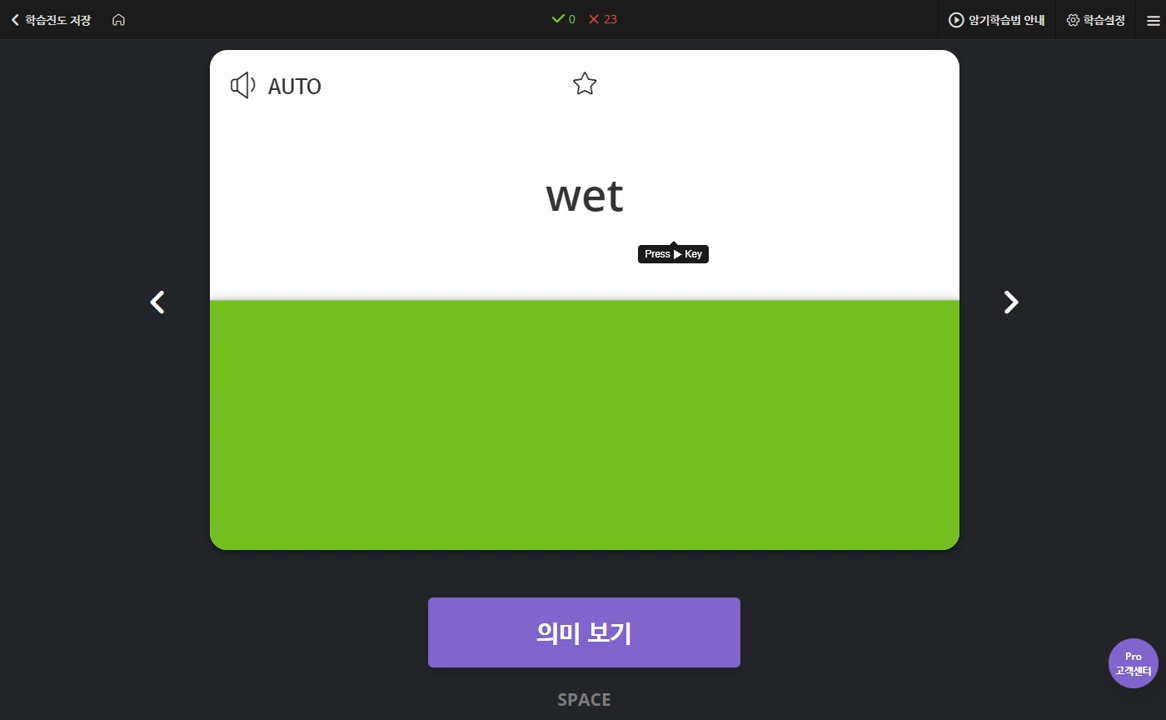 학습진도 저장
0 23
암기학습법 안내
학습설정
AUTO
wet
Press ▶ Key
의미 보기
SPACE
Pro
고객센터